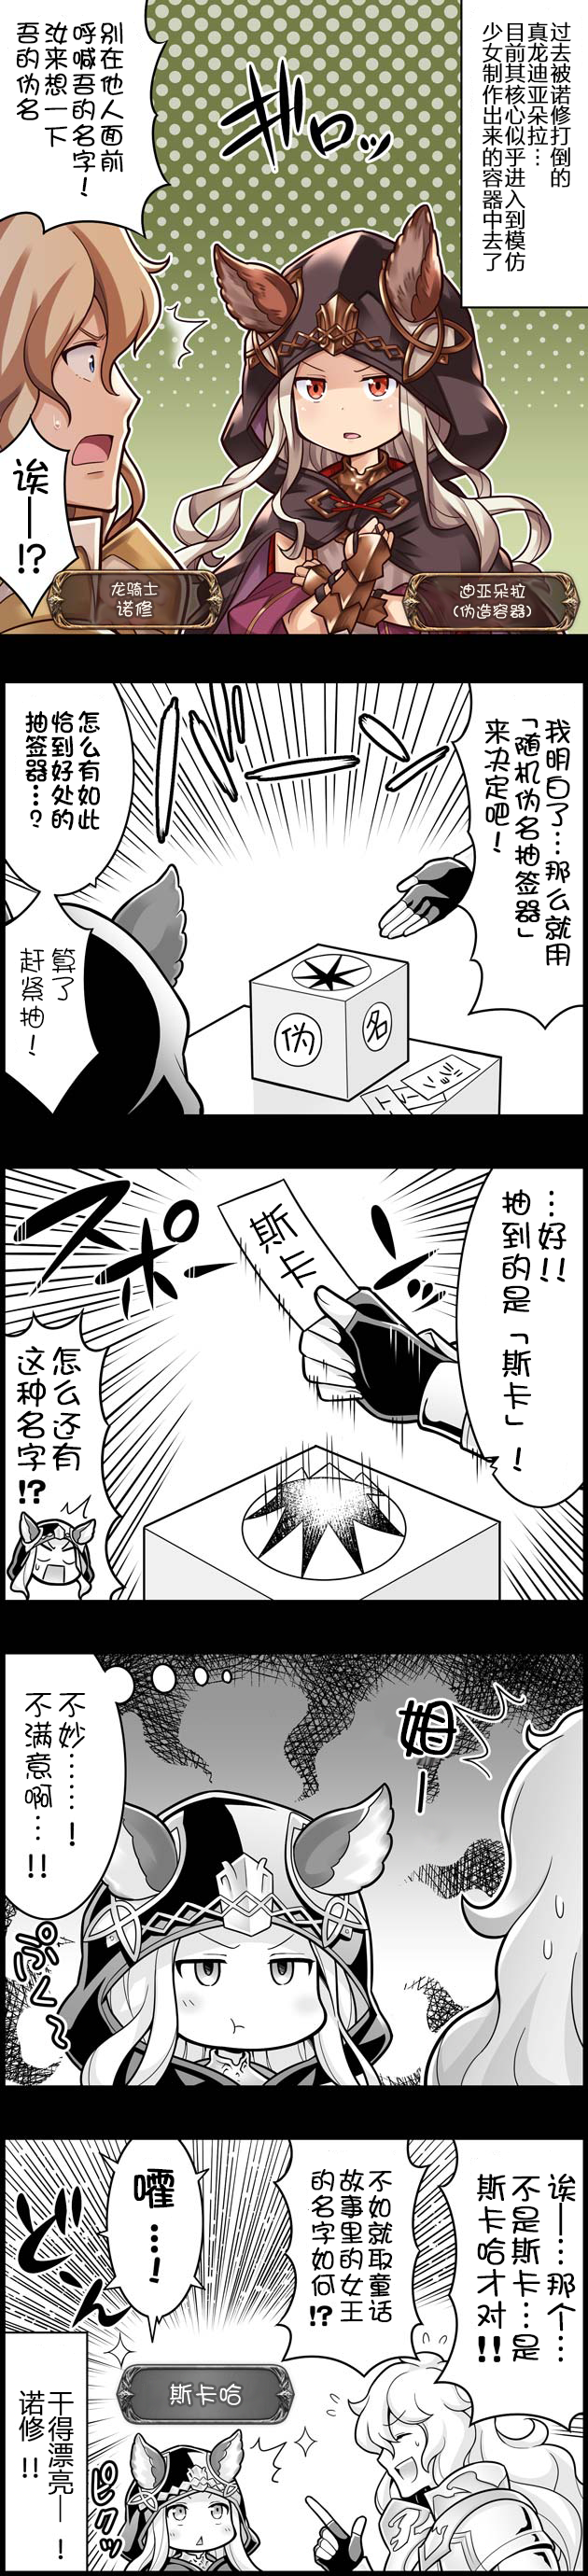 过去被诺修打倒的
真龙迪亚朵拉…
目前其核心似乎进入到模仿
少女制作出来的容器中去了
ギロッ
别在他人面前
呼喊吾的名字！
汝来想一下
吾的伪名
诶—!?
龙骑士
诺修
迪亚朵拉
(伪造容器)
我明白了…那么就用
「随机伪名抽签器」
来决定吧！
怎么有如此
恰到好处的
抽签器…?
算了
赶紧抽！
伪
名
…好!!
抽到的是「斯卡」！
斯卡
スポーッ
怎么还有
这种名字
!?
姆—
不妙……！
不满意啊…!!
ぷく～
诶—…那个…
不是斯卡…是
斯卡哈才对!!
不如就取童话
故事里的女王
的名字如何!?
嚯…！
どどん
斯卡哈
ピクッ
干得漂亮—！
诺修!!